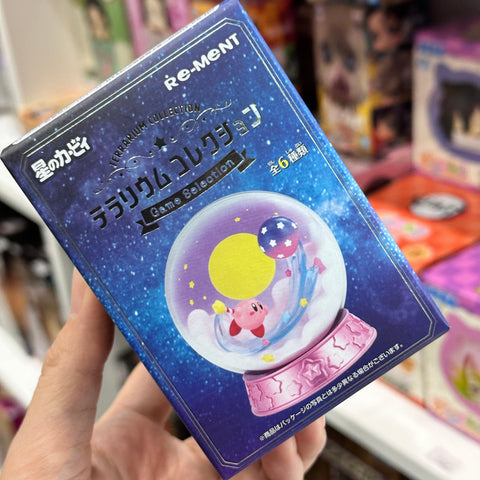 Re-MeNT
星のカービィ
TERRARIUM COLLECTION
テラリウムコレクション
Game Selection
全6種類
※商品はパッケージの写真とは多少異なる場合がございます。